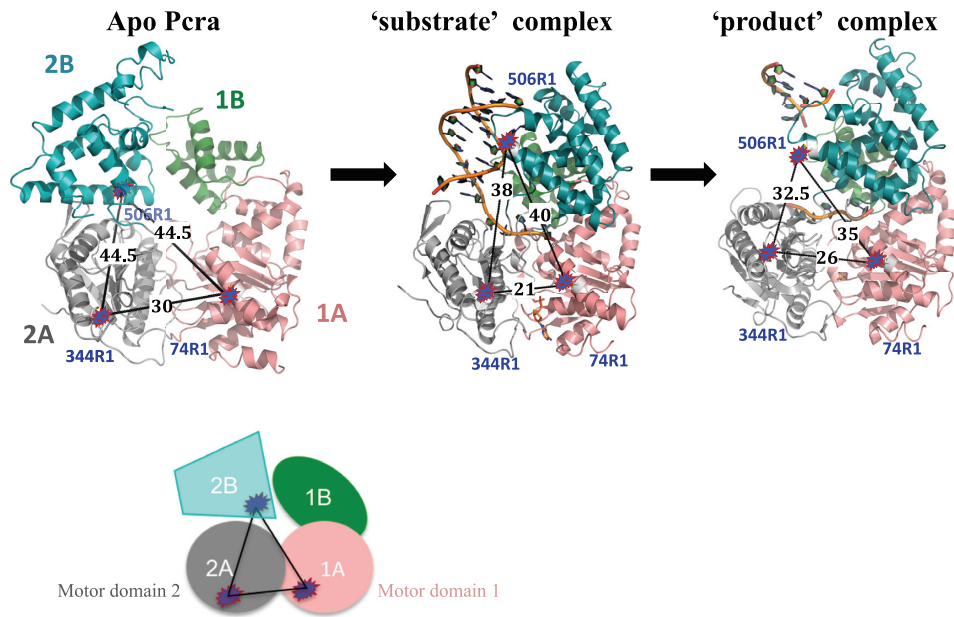 Apo Pcra
‘substrate’ complex
‘product’ complex
2B
1B
506R1
44.5
44.5
30
2A
1A
344R1
74R1
506R1
38
40
21
344R1
74R1
506R1
32.5
35
26
344R1
74R1
2B
1B
2A
1A
Motor domain 2
Motor domain 1